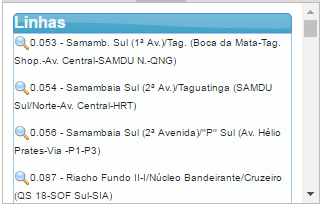 Linhas
0.053 - Samamb. Sul (1ª Av.)/Tag. (Boca da Mata-Tag.
Shop.-Av. Central-SAMDU N.-QNG)
0.054 - Samambaia Sul (2ª Av.)/Taguatinga (SAMDU
Sul/Norte-Av. Central-HRT)
0.056 - Samambaia Sul (2ª Avenida)/"P" Sul (Av. Hélio
Prates-Via -P1-P3)
0.087 - Riacho Fundo II-I/Núcleo Bandeirante/Cruzeiro
(QS 18-SOF Sul-SIA)